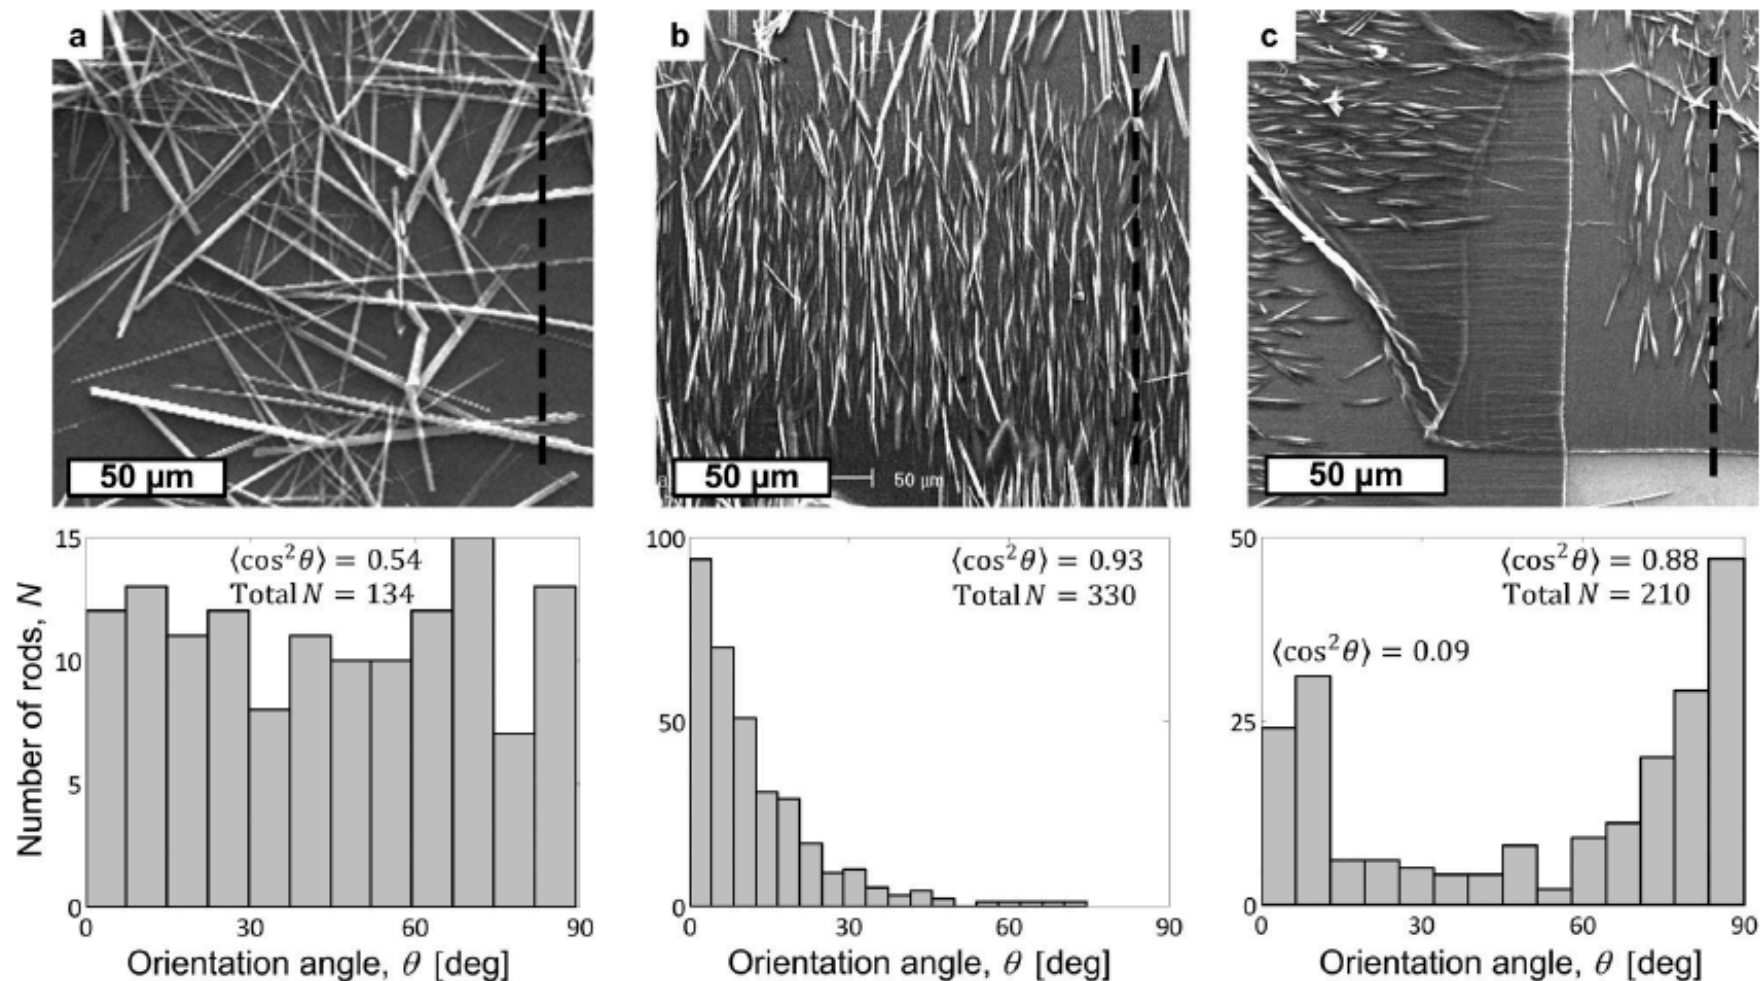 a
b
c
50 µm
50 µm
50 µm
50 µm
15
10
5
0
⟨cos²θ⟩ = 0.54
Total N = 134
0
30
60
90
Number of rods, N
Orientation angle, θ [deg]
100
50
0
⟨cos²θ⟩ = 0.93
Total N = 330
0
30
60
90
Orientation angle, θ [deg]
50
25
0
⟨cos²θ⟩ = 0.88
Total N = 210
⟨cos²θ⟩ = 0.09
0
30
60
90
Orientation angle, θ [deg]